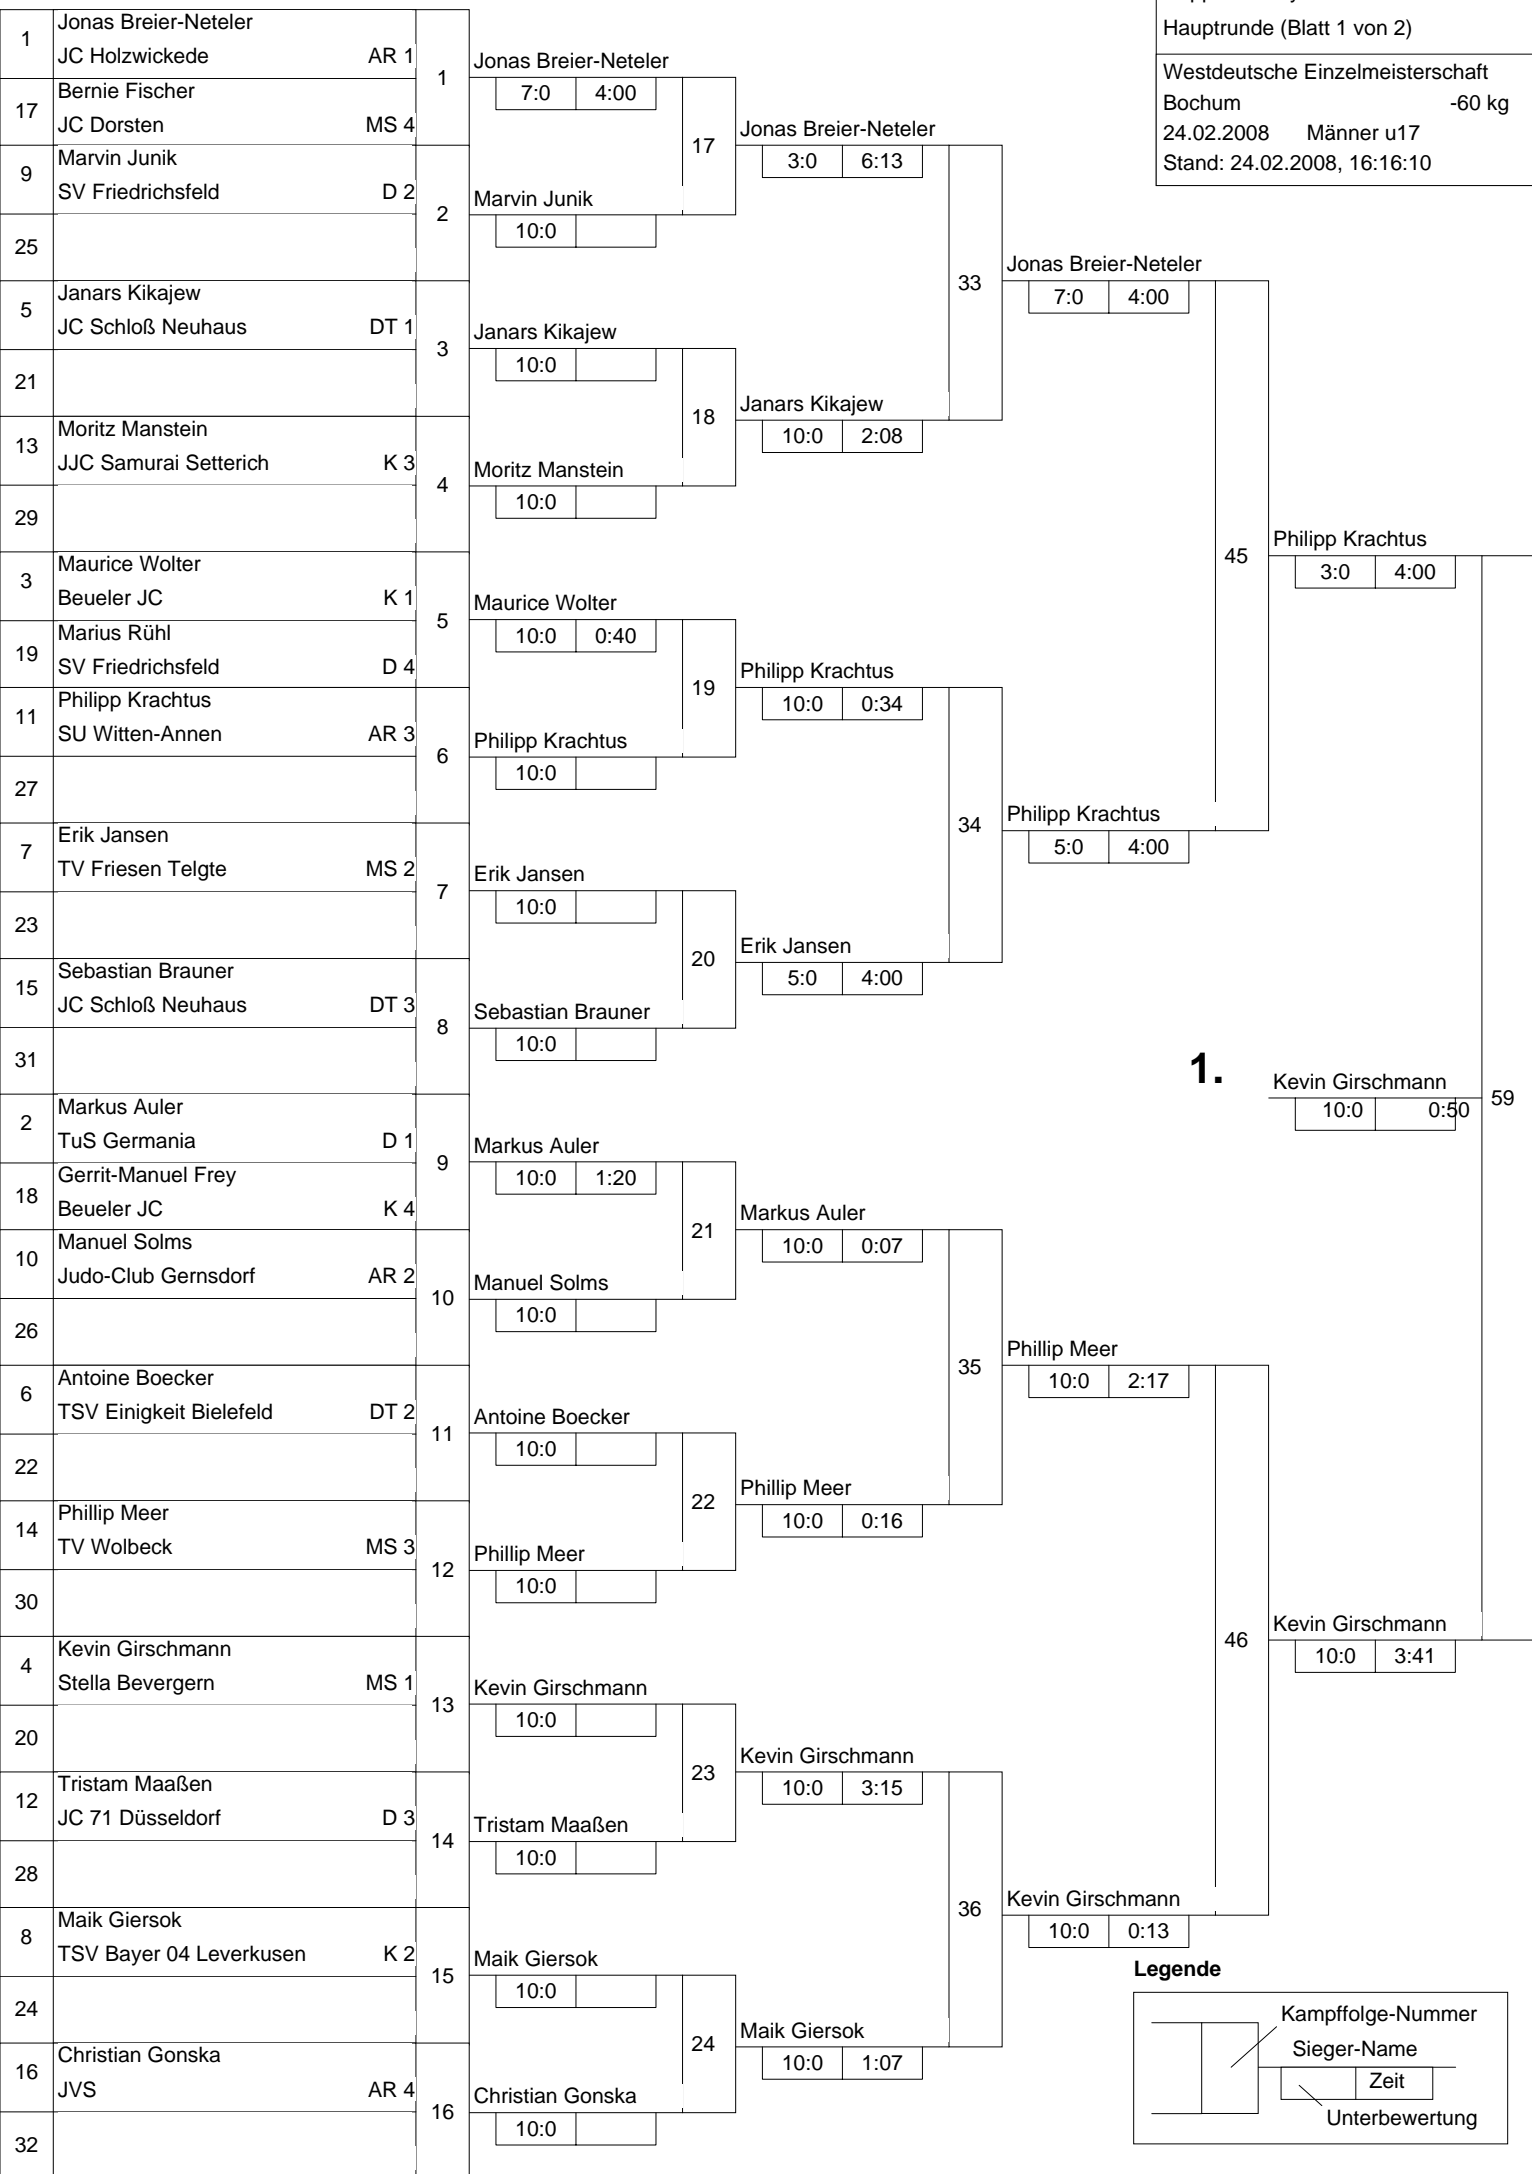 Hauptrunde (Blatt 1 von 2)
Westdeutsche Einzelmeisterschaft
Bochum -60 kg
24.02.2008 Männer u17
Stand: 24.02.2008, 16:16:10
1 Jonas Breier-Neteler
JC Holzwickede AR 1
17 Bernie Fischer
JC Dorsten MS 4
9 Marvin Junik
SV Friedrichsfeld D 2
25
5 Janars Kikajew
JC Schloß Neuhaus DT 1
21
13 Moritz Manstein
JJC Samurai Setterich K 3
29
3 Maurice Wolter
Beueler JC K 1
19 Marius Rühl
SV Friedrichsfeld D 4
11 Philipp Krachtus
SU Witten-Annen AR 3
27
7 Erik Jansen
TV Friesen Telgte MS 2
23
15 Sebastian Brauner
JC Schloß Neuhaus DT 3
31
2 Markus Auler
TuS Germania D 1
18 Gerrit-Manuel Frey
Beueler JC K 4
10 Manuel Solms
Judo-Club Gernsdorf AR 2
26
6 Antoine Boecker
TSV Einigkeit Bielefeld DT 2
22
14 Phillip Meer
TV Wolbeck MS 3
30
4 Kevin Girschmann
Stella Bevergern MS 1
20
12 Tristam Maaßen
JC 71 Düsseldorf D 3
28
8 Maik Giersok
TSV Bayer 04 Leverkusen K 2
24
16 Christian Gonska
JVS AR 4
32
1 Jonas Breier-Neteler
7:0 4:00
2 Marvin Junik
10:0
3 Janars Kikajew
10:0
4 Moritz Manstein
10:0
5 Maurice Wolter
10:0 0:40
6 Philipp Krachtus
10:0
7 Erik Jansen
10:0
8 Sebastian Brauner
10:0
9 Markus Auler
10:0 1:20
10 Manuel Solms
10:0
11 Antoine Boecker
10:0
12 Phillip Meer
10:0
13 Kevin Girschmann
10:0
14 Tristam Maaßen
10:0
15 Maik Giersok
10:0
16 Christian Gonska
10:0
17 Jonas Breier-Neteler
3:0 6:13
18 Janars Kikajew
10:0 2:08
19 Philipp Krachtus
10:0 0:34
20 Erik Jansen
5:0 4:00
21 Markus Auler
10:0 0:07
22 Phillip Meer
10:0 0:16
23 Kevin Girschmann
10:0 3:15
24 Maik Giersok
10:0 1:07
33 Jonas Breier-Neteler
7:0 4:00
34 Philipp Krachtus
5:0 4:00
35 Phillip Meer
10:0 2:17
36 Kevin Girschmann
10:0 0:13
45 Philipp Krachtus
3:0 4:00
46 Kevin Girschmann
10:0 3:41
1. Kevin Girschmann 59
10:0 0:50
Legende
Kampffolge-Nummer
Sieger-Name
Zeit
Unterbewertung